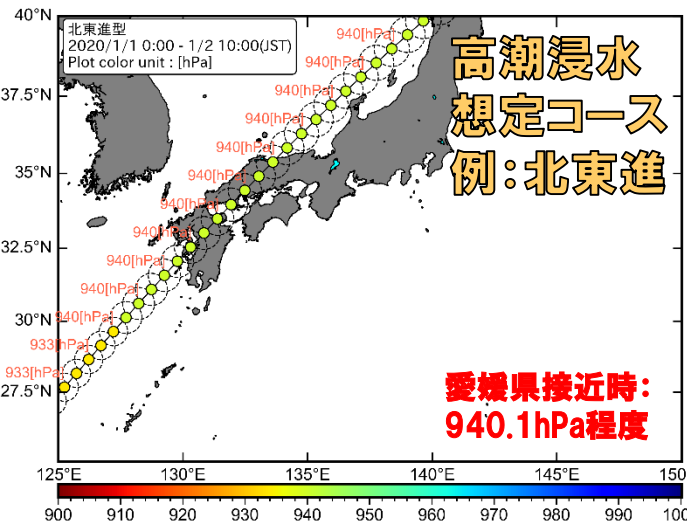 40°N
北東進型
2020/1/1 0:00 - 1/2 10:00(JST)
Plot color unit : [hPa]
高潮浸水
想定コース
例：北東進
940[hPa]
940[hPa]
37.5°N
940[hPa]
940[hPa]
940[hPa]
35°N
940[hPa]
940[hPa]
940[hPa]
32.5°N
940[hPa]
940[hPa]
30°N
940[hPa]
933[hPa]
933[hPa]
27.5°N
愛媛県接近時：
940.1hPa程度
125°E 130°E 135°E 140°E 145°E 150
900 910 920 930 940 950 960 970 980 990 100